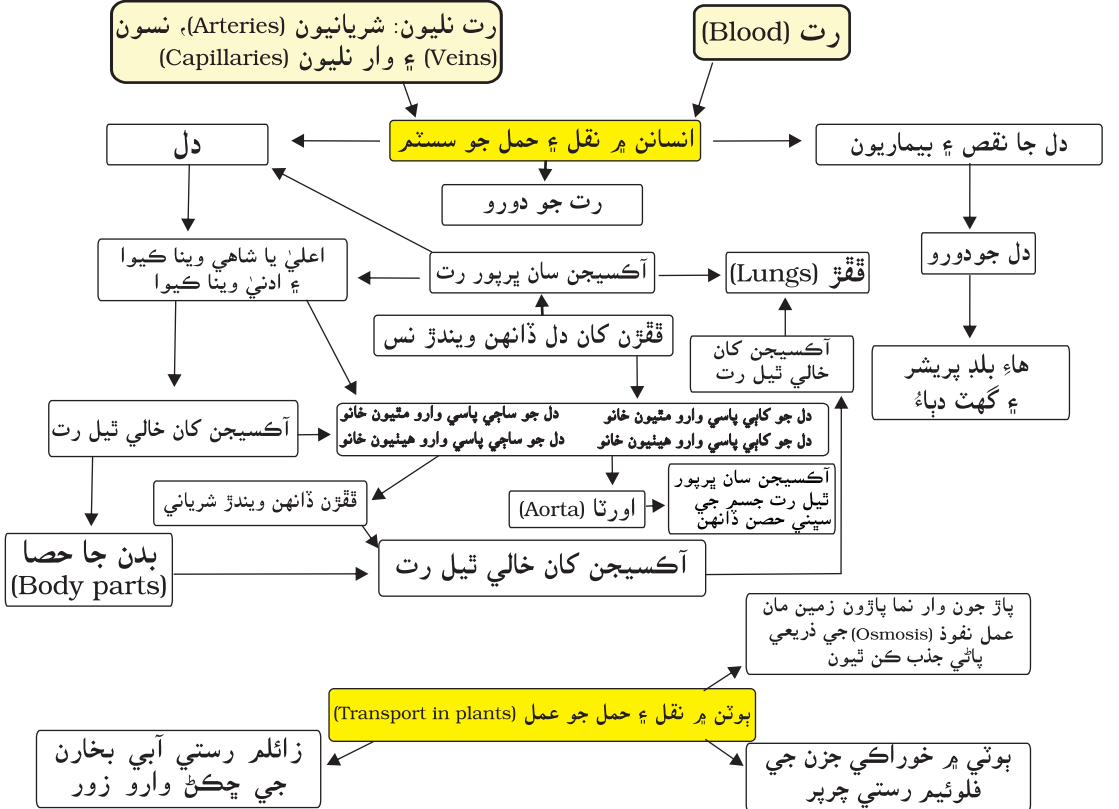 رت نليون: شريانيون (Arteries)، نسون
(Veins) ۽ وار نليون (Capillaries)
رت (Blood)
انسانن ۾ نقل ۽ حمل جو سسٽم
دل
دل جا نقص ۽ بيماريون
رت جو دورو
اعليٰ يا شاهي وينا ڪيوا
۽ ادنيٰ وينا ڪيوا
آڪسيجن سان ڀرپور رت
ڦڦڙ (Lungs)
دل جودورو
ڦڦڙن کان دل ڏانهن ويندڙ نس
آڪسيجن کان
خالي ٿيل رت
هاءِ بلڊ پريشر
۽ گهٽ دٻاءُ
آڪسيجن کان خالي ٿيل رت
دل جو ساڄي پاسي وارو مٿيون خانو
دل جو ساڄي پاسي وارو هيٺيون خانو
دل جو کاٻي پاسي وارو مٿيون خانو
دل جو کاٻي پاسي وارو هيٺيون خانو
ڦڦڙن ڏانهن ويندڙ شرياني
اورٽا (Aorta)
آڪسيجن سان ڀرپور
ٿيل رت جسم جي
سڀني حصن ڏانهن
بدن جا حصا
(Body parts)
آڪسيجن کان خالي ٿيل رت
پاڙ جون وار نما پاڙون زمين مان
عمل نفوذ (Osmosis) جي ذريعي
پاڻي جذب ڪن ٿيون
ٻوٽن ۾ نقل ۽ حمل جو عمل (Transport in plants)
زائلم رستي آبي بخارن
جي ڇڪڻ وارو زور
ٻوٽي ۾ خوراڪي جزن جي
فلوئيم رستي چرپر